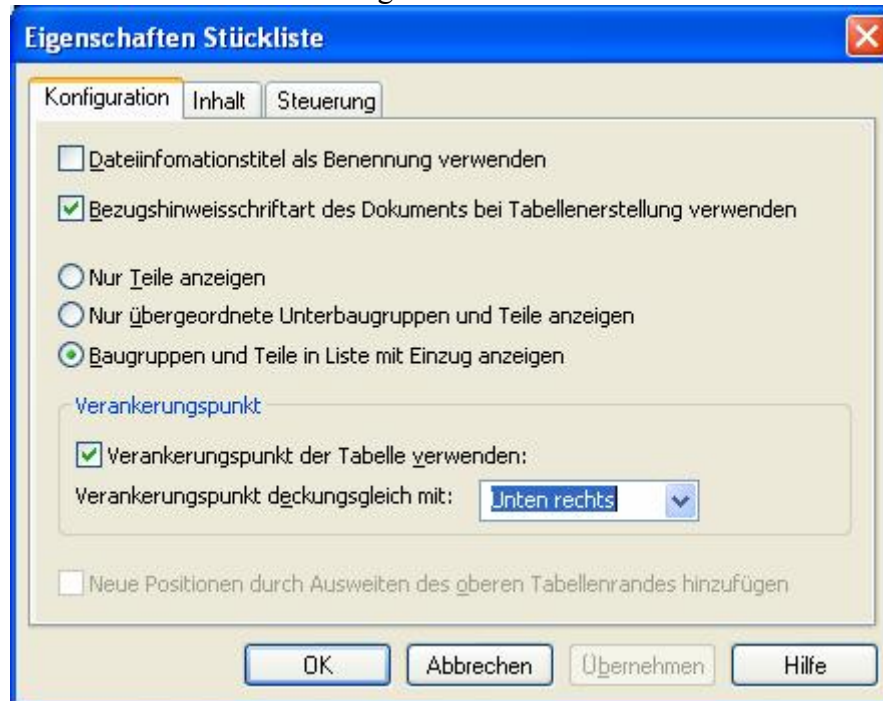 Eigenschaften Stückliste
Konfiguration Inhalt Steuerung
Dateiinfomationstitel als Benennung verwenden
Bezugshinweisschriftart des Dokuments bei Tabellenerstellung verwenden
Nur Teile anzeigen
Nur übergeordnete Unterbaugruppen und Teile anzeigen
Baugruppen und Teile in Liste mit Einzug anzeigen
Verankerungspunkt
Verankerungspunkt der Tabelle verwenden:
Verankerungspunkt deckungsgleich mit: Unten rechts
Neue Positionen durch Ausweiten des oberen Tabellenrandes hinzufügen
OK Abbrechen Übernehmen Hilfe